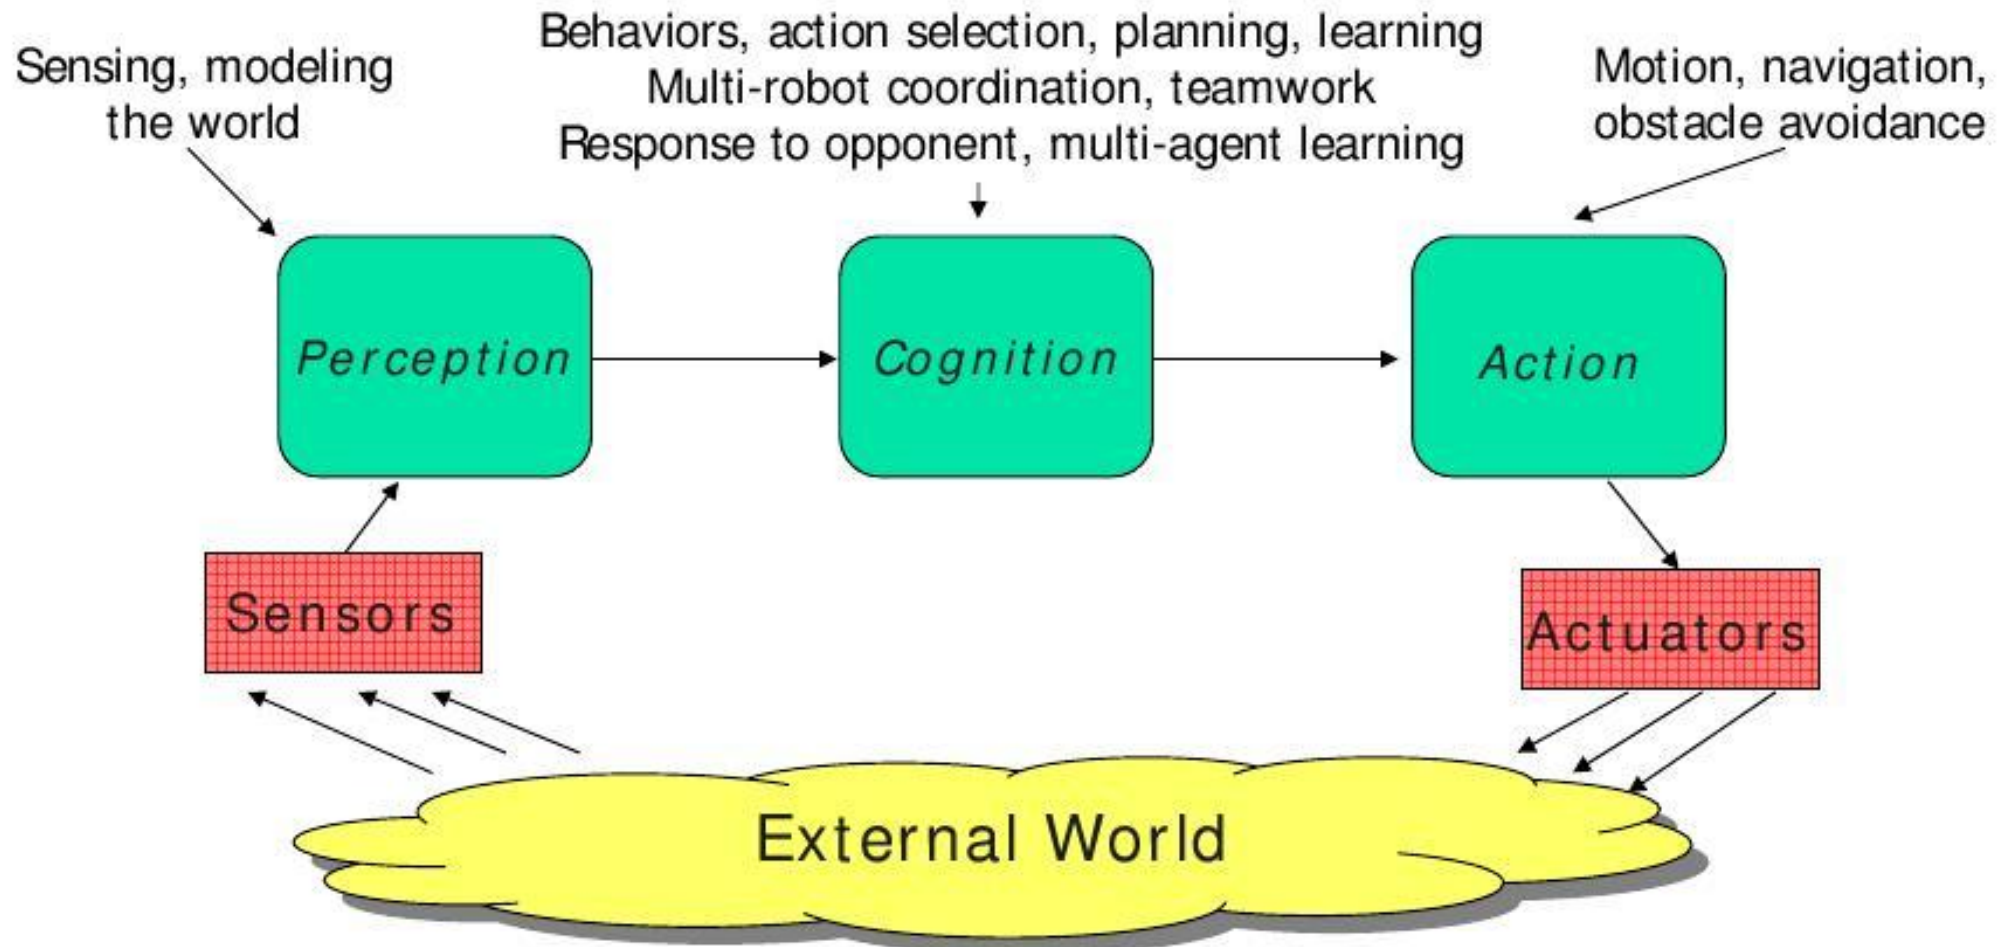 Sensing, modeling
the world
Behaviors, action selection, planning, learning
Multi-robot coordination, teamwork
Response to opponent, multi-agent learning
Motion, navigation,
obstacle avoidance
Perception
Cognition
Action
Sensors
Actuators
External World